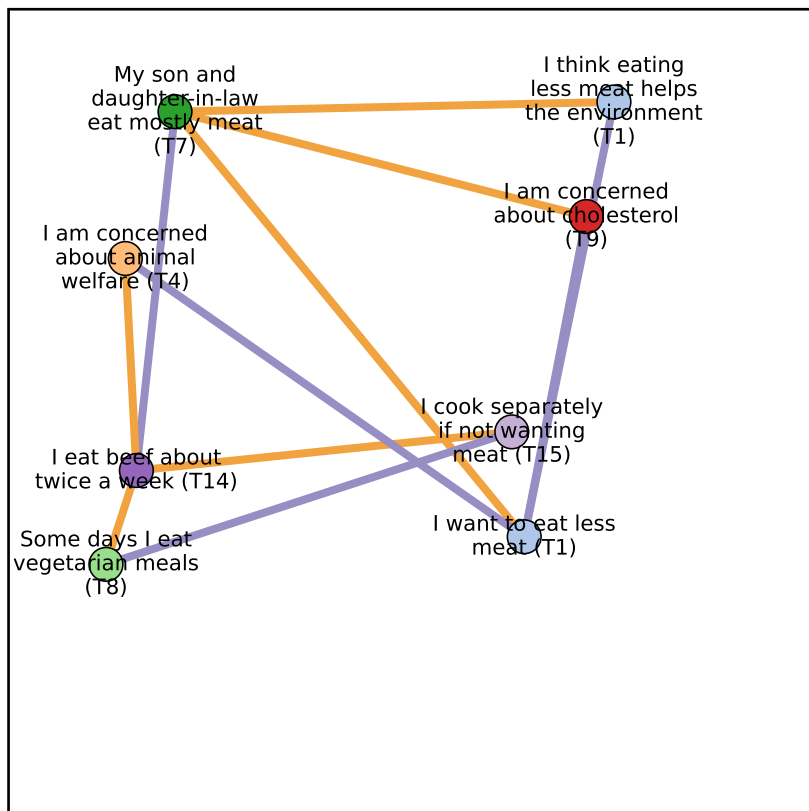 My son and
daughter-in-law
eat mostly meat
(T7)
I think eating
less meat helps
the environment
(T1)
I am concerned
about cholesterol
(T9)
I am concerned
about animal
welfare (T4)
I cook separately
if not wanting
meat (T15)
I eat beef about
twice a week (T14)
I want to eat less
meat (T1)
Some days I eat
vegetarian meals
(T8)